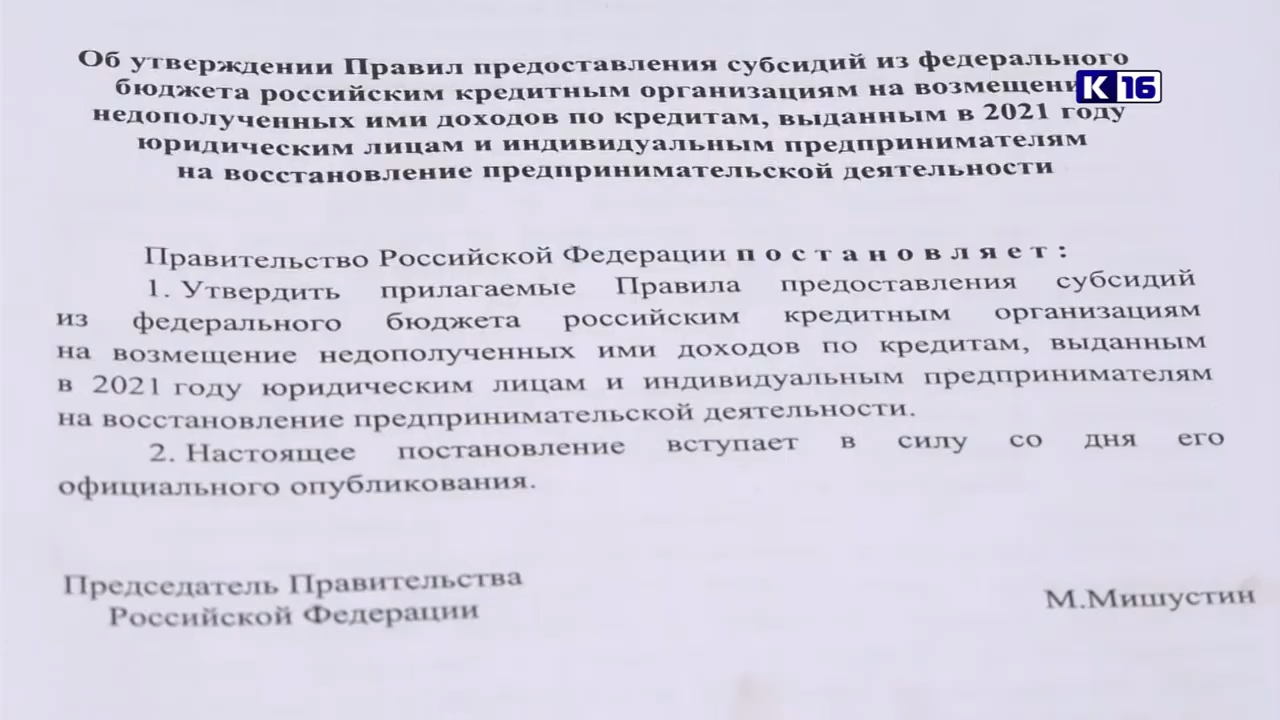 Об утверждении Правил предоставления субсидий из федерального
бюджета российским кредитным организациям на возмещение
К 16
недополученных ими доходов по кредитам, выданным в 2021 году
юридическим лицам и индивидуальным предпринимателям
на восстановление предпринимательской деятельности
Правительство Российской Федерации п о с т а н о в л я е т :
1. Утвердить прилагаемые Правила предоставления субсидий
из федерального бюджета российским кредитным организациям
на возмещение недополученных ими доходов по кредитам, выданным
в 2021 году юридическим лицам и индивидуальным предпринимателям
на восстановление предпринимательской деятельности.
2. Настоящее постановление вступает в силу со дня его
официального опубликования.
Председатель Правительства
Российской Федерации
М.Мишустин